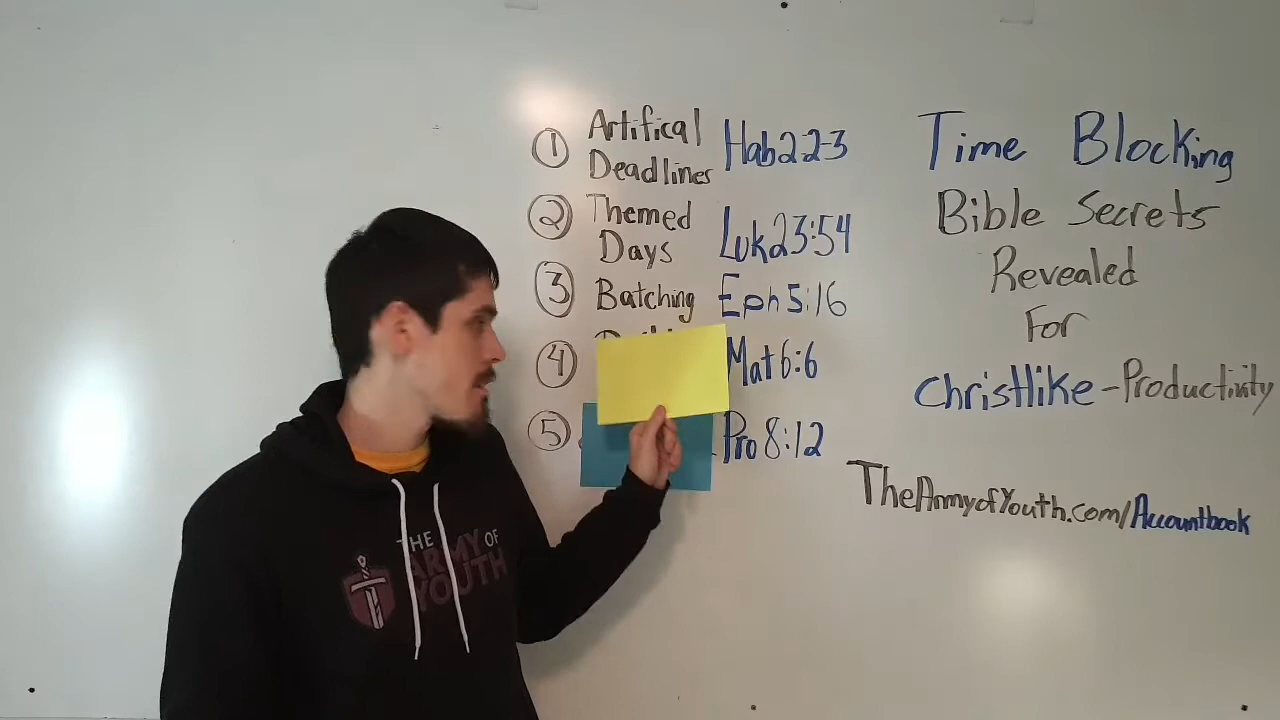 ① Artifical
Deadlines Hab2:2-3
② Themed
Days Luk23:54
③ Batching Eph5:16
④ Mat6:6
⑤ Pro8:12
Time Blocking
Bible Secrets
Revealed
For
Christlike-Productivity
TheArmyofYouth.com/Accountbook
THE
ARMY OF
YOUTH